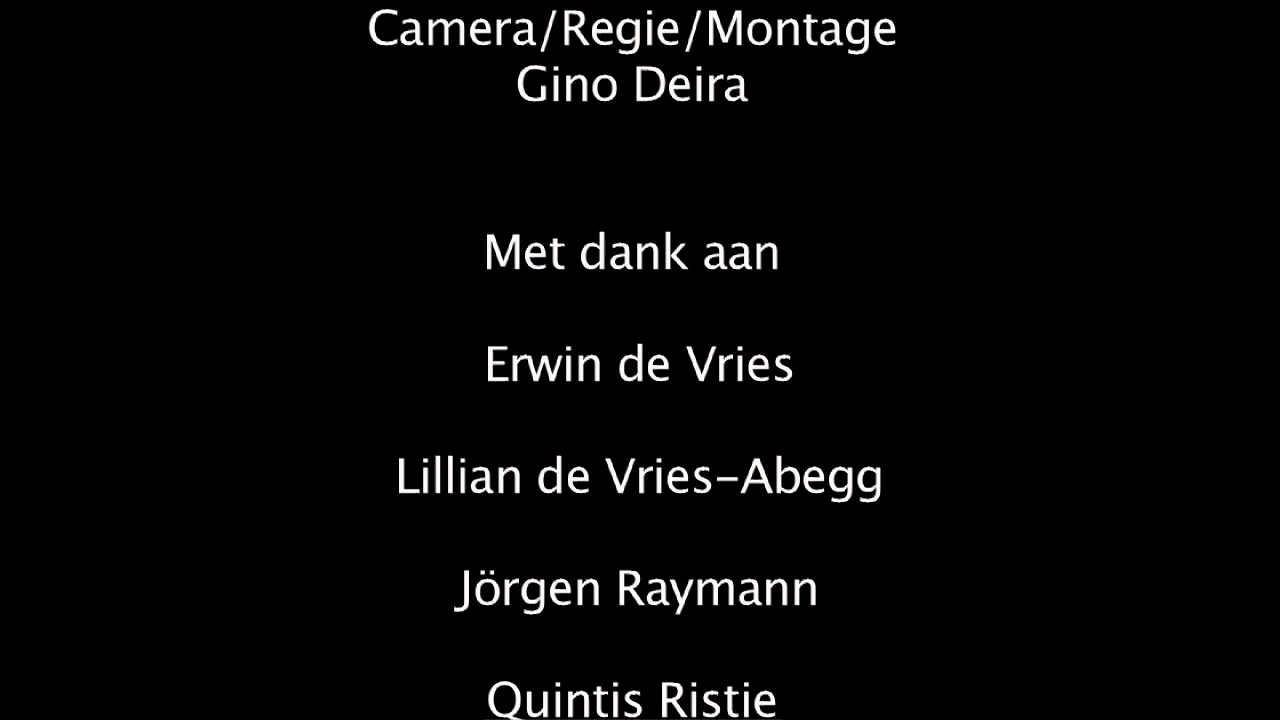 Camera/Regie/Montage
Gino Deira
Met dank aan
Erwin de Vries
Lillian de Vries-Abegg
Jörgen Raymann
Quintis Ristie